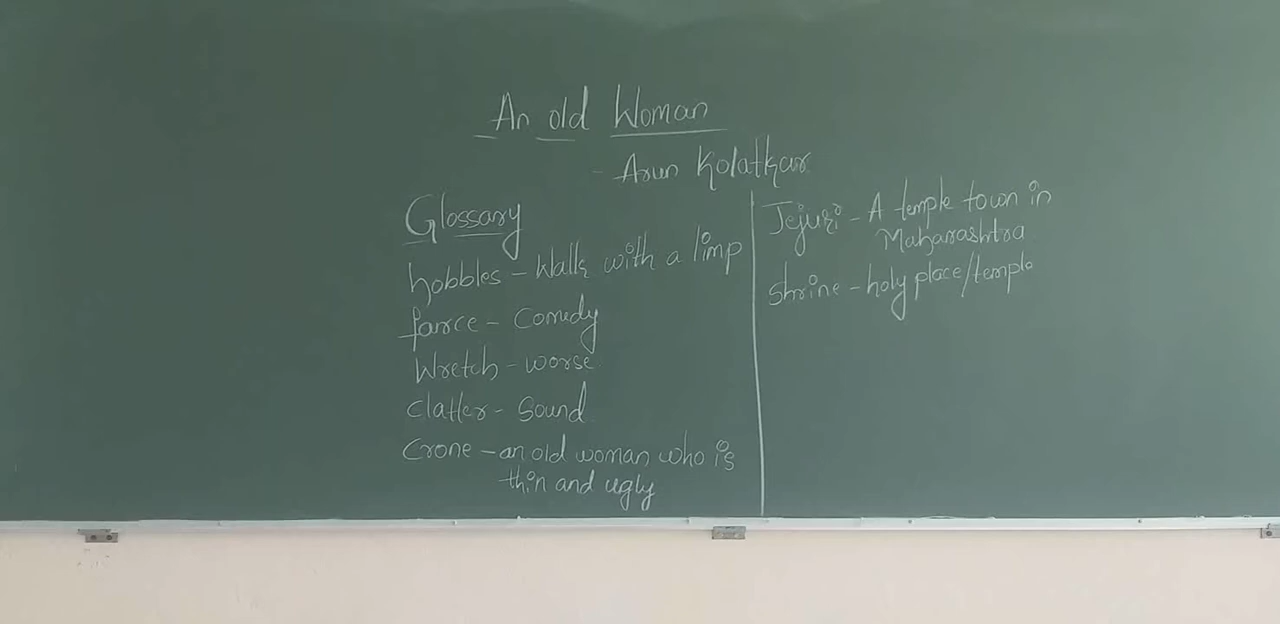 An old Woman
- Arun Kolatkar
Glossary
hobbles - Walk with a limp
farce - Comedy
Wretch - worse
Clatter - Sound
Crone - an old woman who is
thin and ugly
Jejuri - A temple town in
Maharashtra
Shrine - holy place/temple